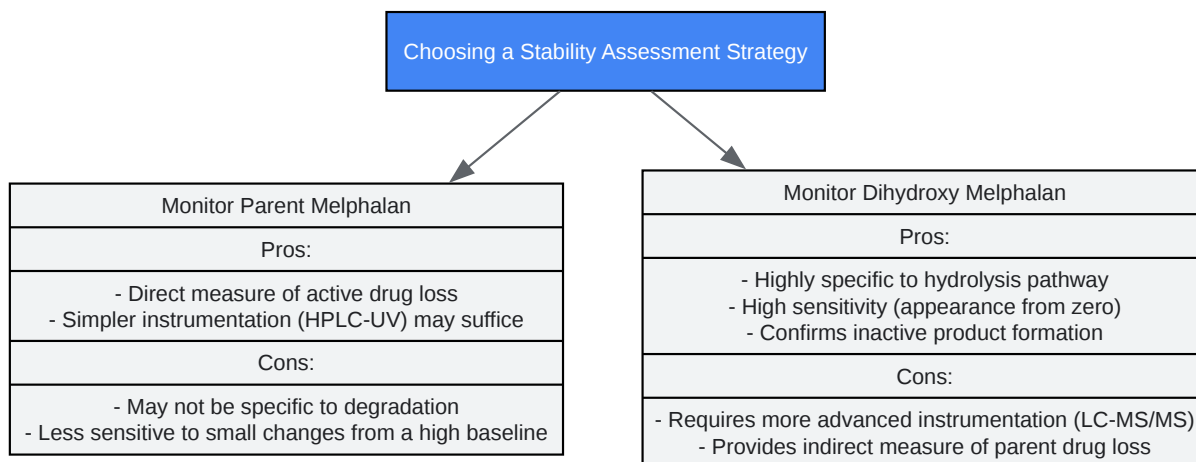 Choosing a Stability Assessment Strategy
Monitor Parent Melphalan
Pros:
- Direct measure of active drug loss
- Simpler instrumentation (HPLC-UV) may suffice
Cons:
- May not be specific to degradation
- Less sensitive to small changes from a high baseline
Monitor Dihydroxy Melphalan
Pros:
- Highly specific to hydrolysis pathway
- High sensitivity (appearance from zero)
- Confirms inactive product formation
Cons:
- Requires more advanced instrumentation (LC-MS/MS)
- Provides indirect measure of parent drug loss